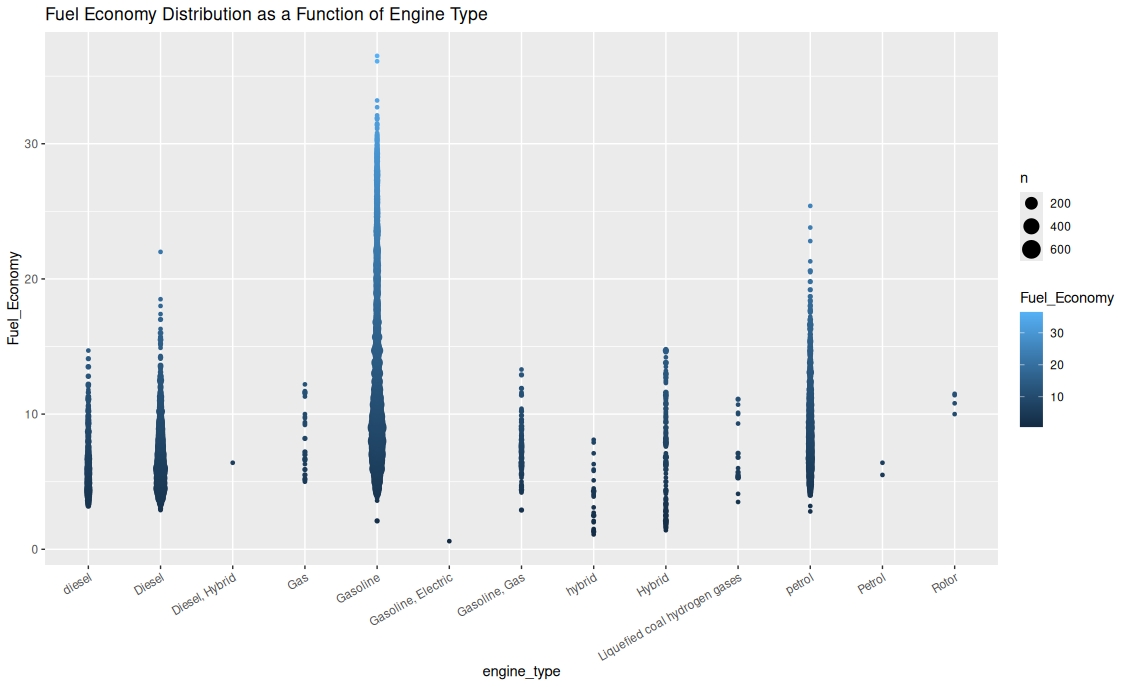 Fuel Economy Distribution as a Function of Engine Type
Fuel_Economy
30
20
10
0
diesel
Diesel
Diesel, Hybrid
Gas
Gasoline
Gasoline, Electric
Gasoline, Gas
hybrid
Hybrid
Liquefied coal hydrogen gases
petrol
Petrol
Rotor
engine_type
n
200
400
600
Fuel_Economy
30
20
10